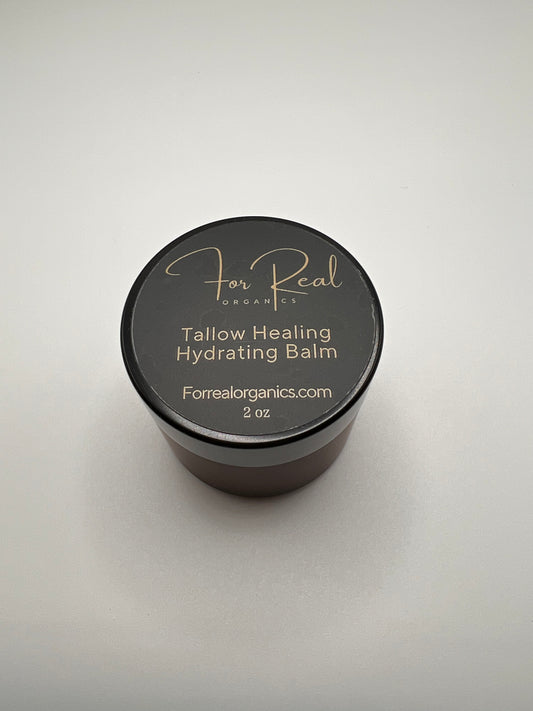 For Real
ORGANICS
Tallow Healing
Hydrating Balm
Forrealorganics.com
2 oz